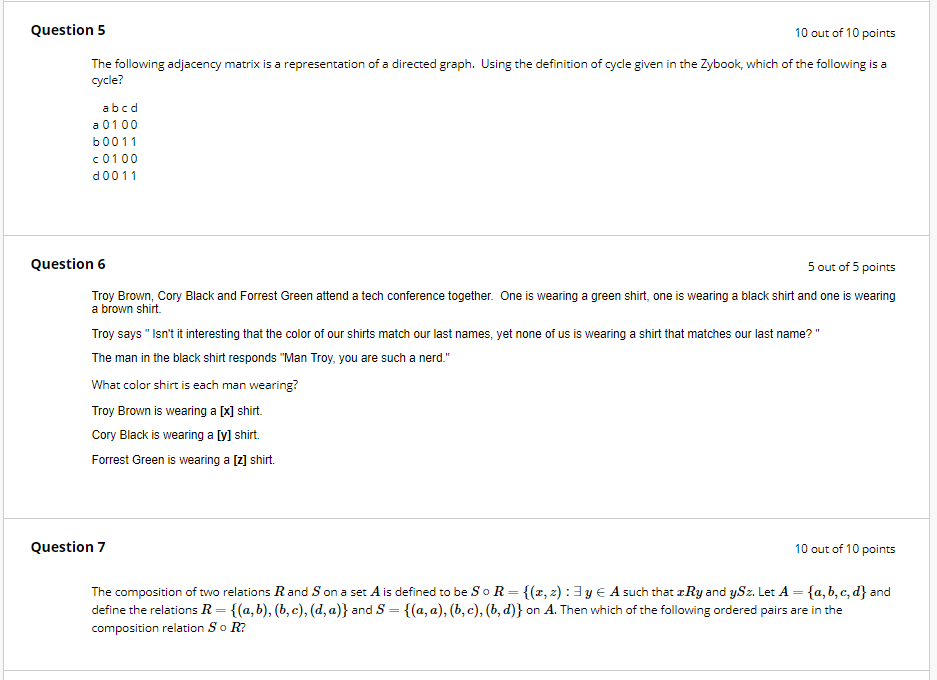 Question 5
10 out of 10 points
The following adjacency matrix is a representation of a directed graph. Using the definition of cycle given in the Zybook, which of the following is a
cycle?
a b c d
a 0 1 0 0
b 0 0 1 1
c 0 1 0 0
d 0 0 1 1
Question 6
5 out of 5 points
Troy Brown, Cory Black and Forrest Green attend a tech conference together. One is wearing a green shirt, one is wearing a black shirt and one is wearing
a brown shirt.
Troy says " Isn't it interesting that the color of our shirts match our last names, yet none of us is wearing a shirt that matches our last name? "
The man in the black shirt responds "Man Troy, you are such a nerd."
What color shirt is each man wearing?
Troy Brown is wearing a [x] shirt.
Cory Black is wearing a [y] shirt.
Forrest Green is wearing a [z] shirt.
Question 7
10 out of 10 points
The composition of two relations R and S on a set A is defined to be S ∘ R = {(x, z) : ∃ y ∈ A such that xRy and ySz. Let A = {a, b, c, d} and
define the relations R = {(a, b), (b, c), (d, a)} and S = {(a, a), (b, c), (b, d)} on A. Then which of the following ordered pairs are in the
composition relation S ∘ R?